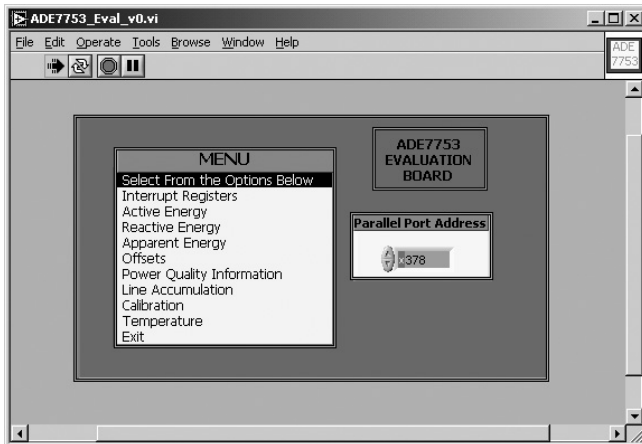 ADE7753_Eval_v0.vi
File Edit Operate Tools Browse Window Help
ADE
7753
MENU
Select From the Options Below
Interrupt Registers
Active Energy
Reactive Energy
Apparent Energy
Offsets
Power Quality Information
Line Accumulation
Calibration
Temperature
Exit
ADE7753
EVALUATION
BOARD
Parallel Port Address
x378